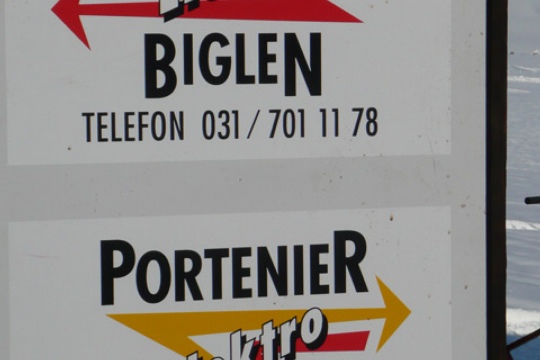 BIGLEN
TELEFON 031/701 11 78
PORTENIER